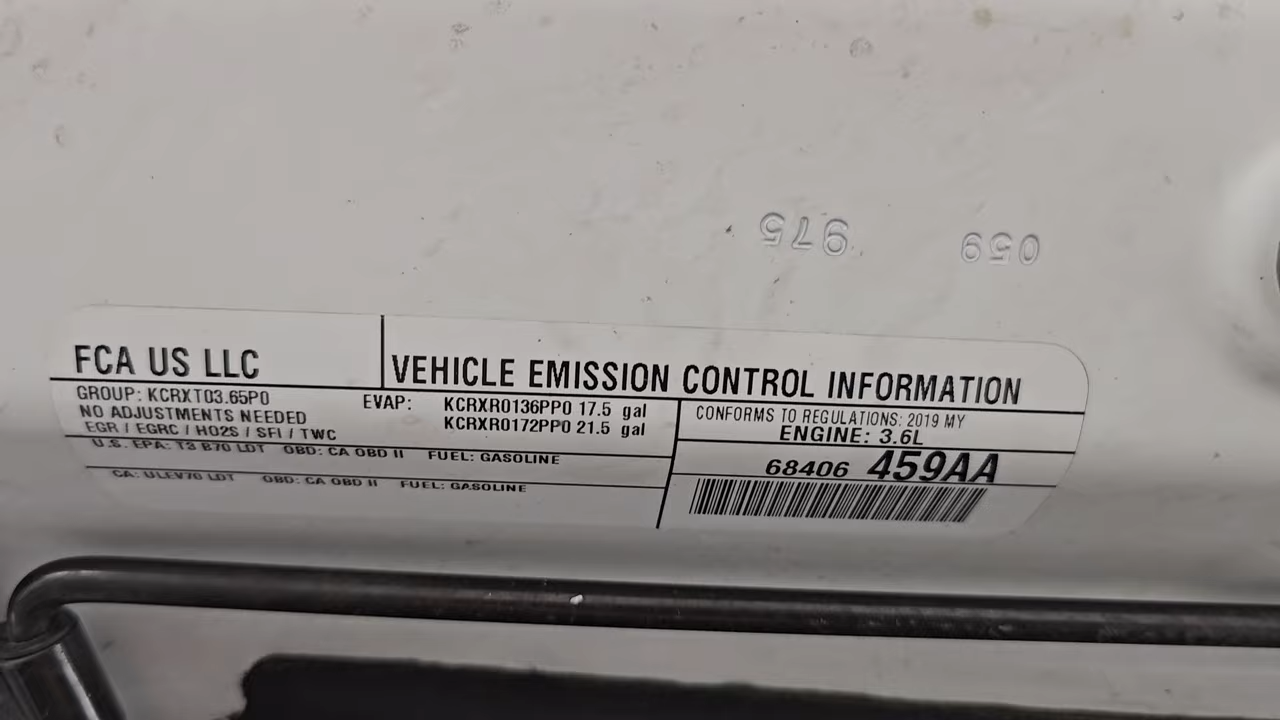 975 059
FCA US LLC
VEHICLE EMISSION CONTROL INFORMATION
GROUP: KCRXT03.65P0
NO ADJUSTMENTS NEEDED
EGR / EGRC / HO2S / SFI / TWC
EVAP: KCRXR0136PP0 17.5 gal
KCRXR0172PP0 21.5 gal
CONFORMS TO REGULATIONS: 2019 MY
ENGINE: 3.6L
U.S. EPA: T3 B70 LDT OBD: CA OBD II FUEL: GASOLINE
CA: ULEV70 LDT OBD: CA OBD II FUEL: GASOLINE
68406 459AA